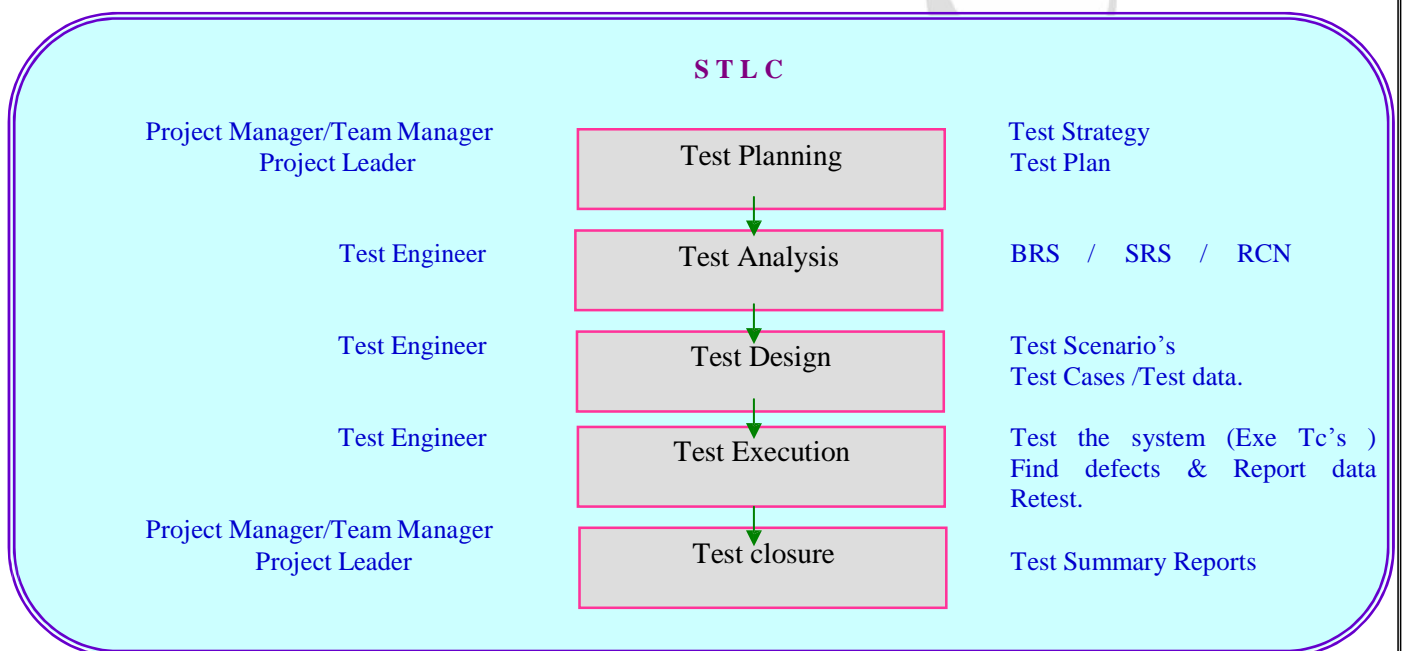 S T L C
Project Manager/Team Manager
Project Leader
Test Planning
Test Strategy
Test Plan
Test Engineer
Test Analysis
BRS / SRS / RCN
Test Engineer
Test Design
Test Scenario’s
Test Cases /Test data.
Test Engineer
Test Execution
Test the system (Exe Tc’s )
Find defects & Report data
Retest.
Project Manager/Team Manager
Project Leader
Test closure
Test Summary Reports